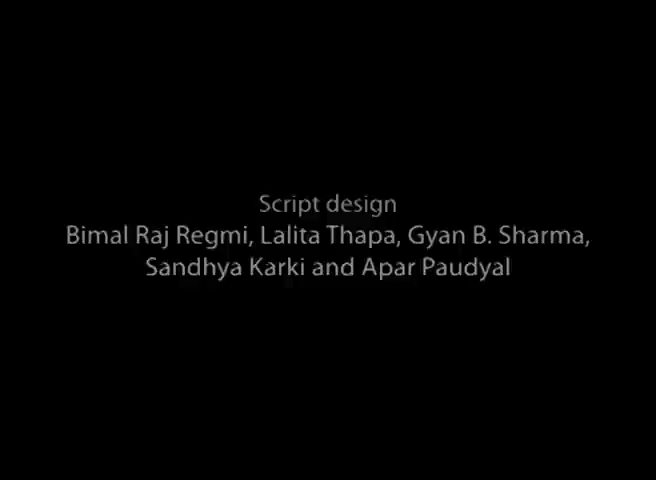 Script design
Bimal Raj Regmi, Lalita Thapa, Gyan B. Sharma,
Sandhya Karki and Apar Paudyal